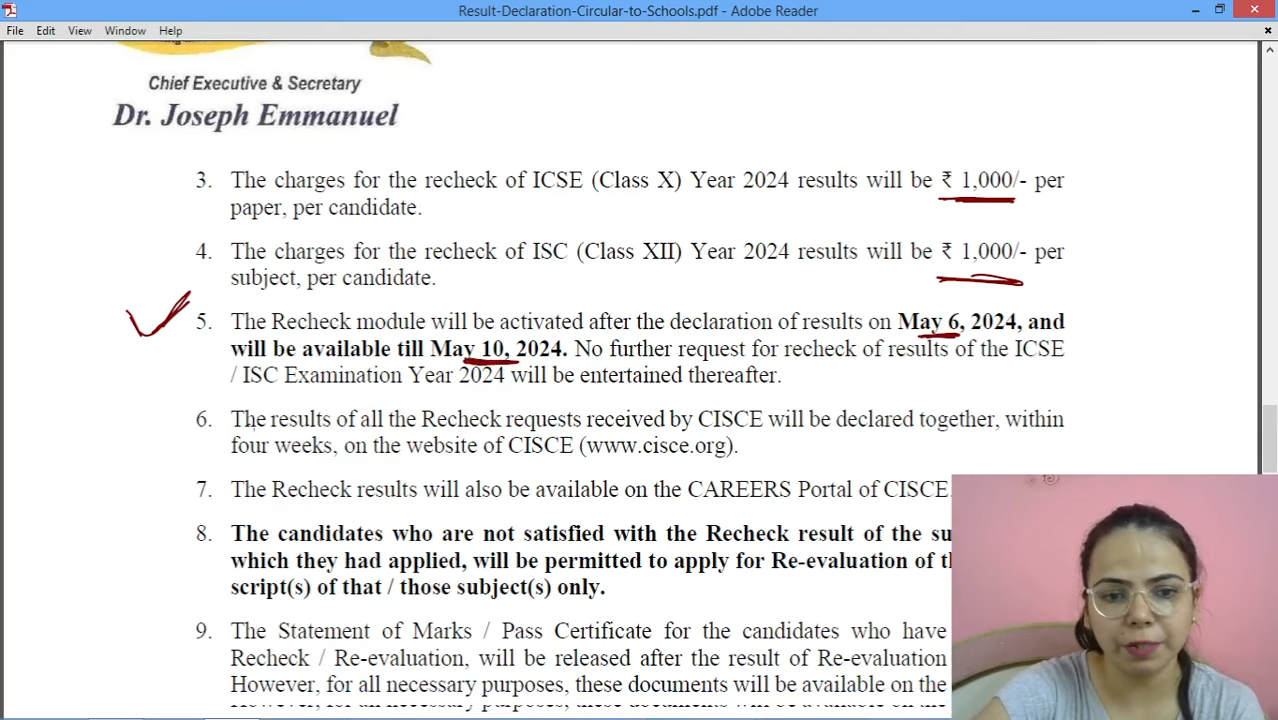 Result-Declaration-Circular-to-Schools.pdf - Adobe Reader
File Edit View Window Help
Chief Executive & Secretary
Dr. Joseph Emmanuel
3. The charges for the recheck of ICSE (Class X) Year 2024 results will be ₹ 1,000/- per
paper, per candidate.
4. The charges for the recheck of ISC (Class XII) Year 2024 results will be ₹ 1,000/- per
subject, per candidate.
5. The Recheck module will be activated after the declaration of results on May 6, 2024, and
will be available till May 10, 2024. No further request for recheck of results of the ICSE
/ ISC Examination Year 2024 will be entertained thereafter.
6. The results of all the Recheck requests received by CISCE will be declared together, within
four weeks, on the website of CISCE (www.cisce.org).
7. The Recheck results will also be available on the CAREERS Portal of CISCE.
8. The candidates who are not satisfied with the Recheck result of the
which they had applied, will be permitted to apply for Re-evaluation of
script(s) of that / those subject(s) only.
9. The Statement of Marks / Pass Certificate for the candidates who have
Recheck / Re-evaluation, will be released after the result of Re-evaluation
However, for all necessary purposes, these documents will be available on the